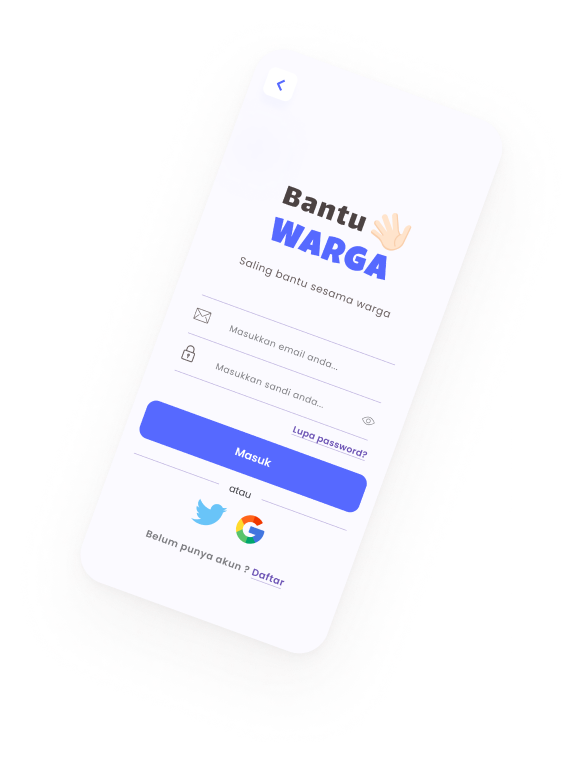 Bantu
WARGA
Saling bantu sesama warga
Masukkan email anda...
Masukkan sandi anda...
Lupa password?
Masuk
atau
Belum punya akun ? Daftar